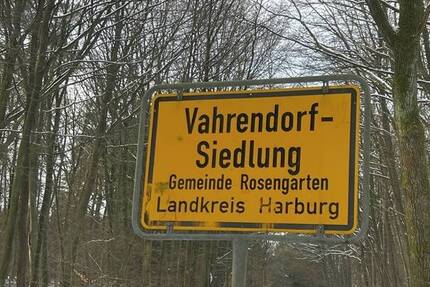 Vahrendorf-
Siedlung
Gemeinde Rosengarten
Landkreis Harburg